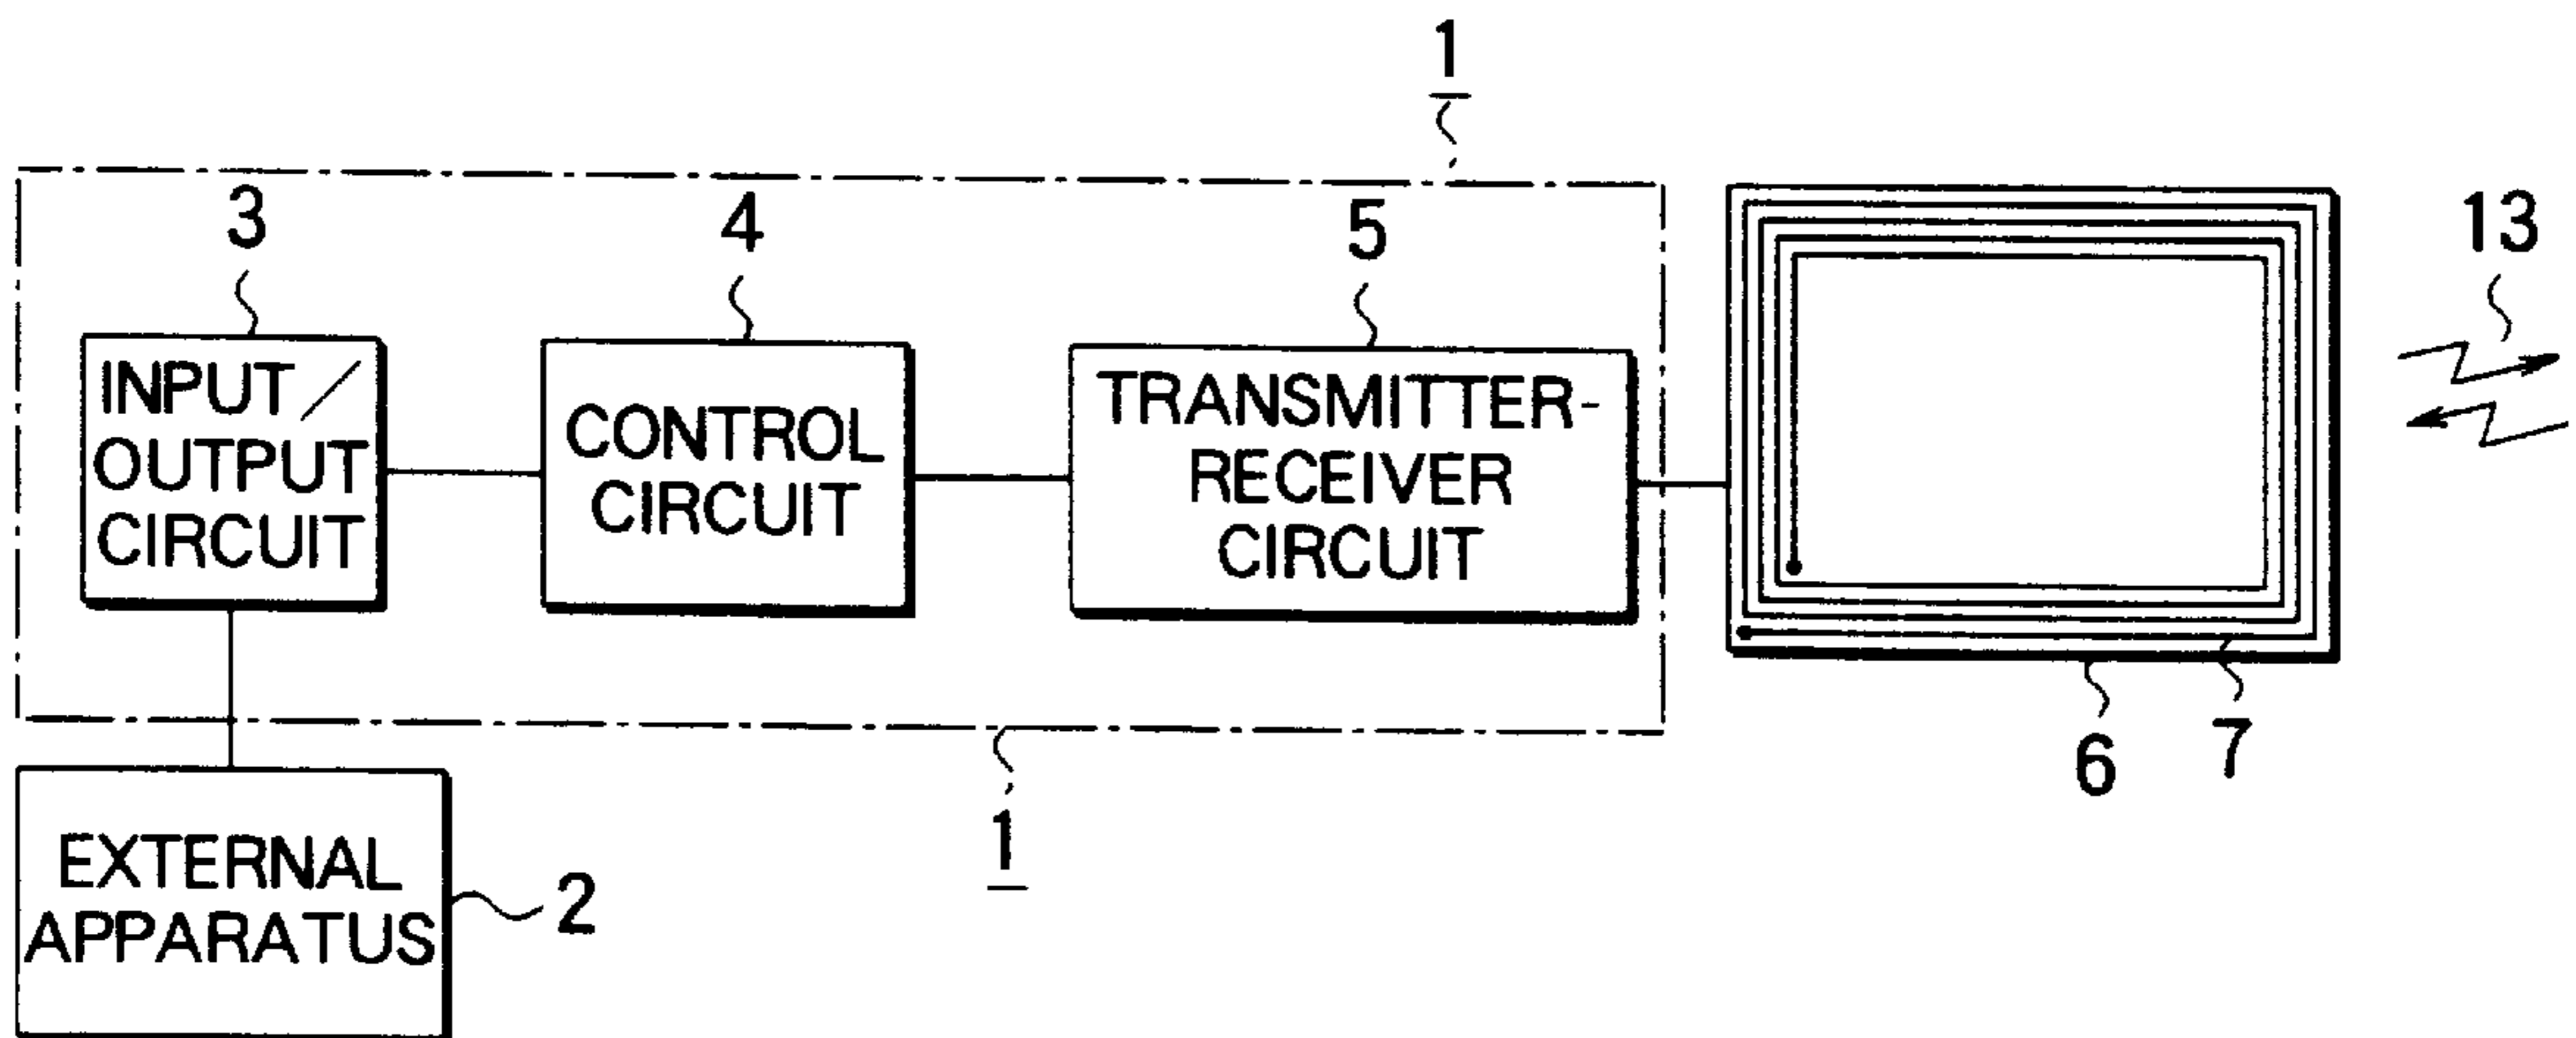 1
3
4
5
13
INPUT/
OUTPUT
CIRCUIT
CONTROL
CIRCUIT
TRANSMITTER-
RECEIVER
CIRCUIT
7
6
1
EXTERNAL
APPARATUS
2